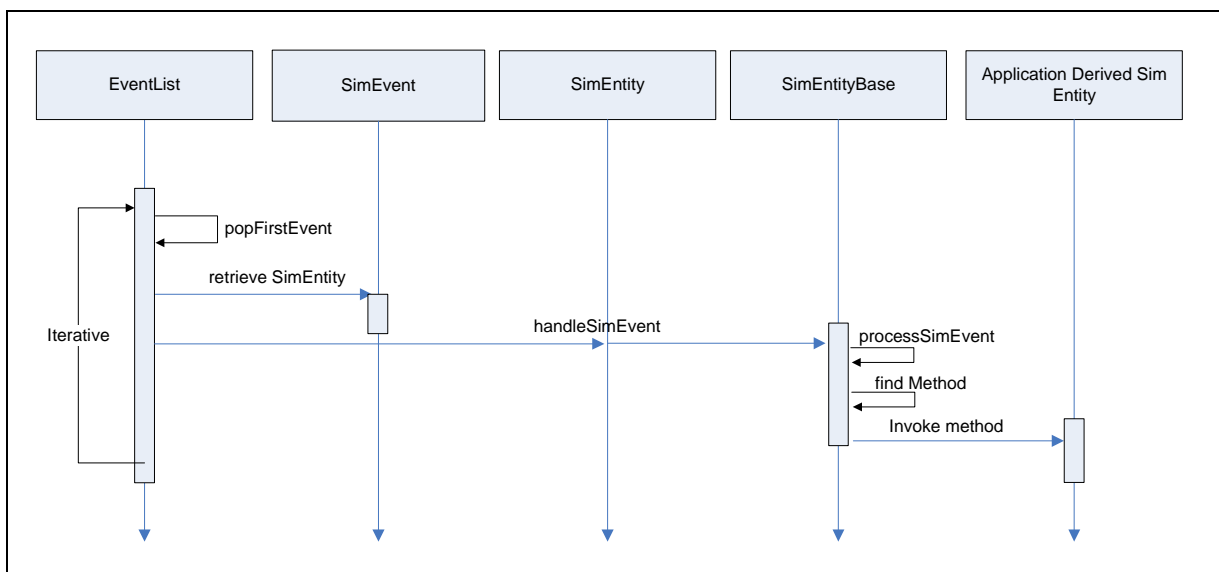 EventList
SimEvent
SimEntity
SimEntityBase
Application Derived Sim
Entity
popFirstEvent
retrieve SimEntity
Iterative
handleSimEvent
processSimEvent
find Method
Invoke method